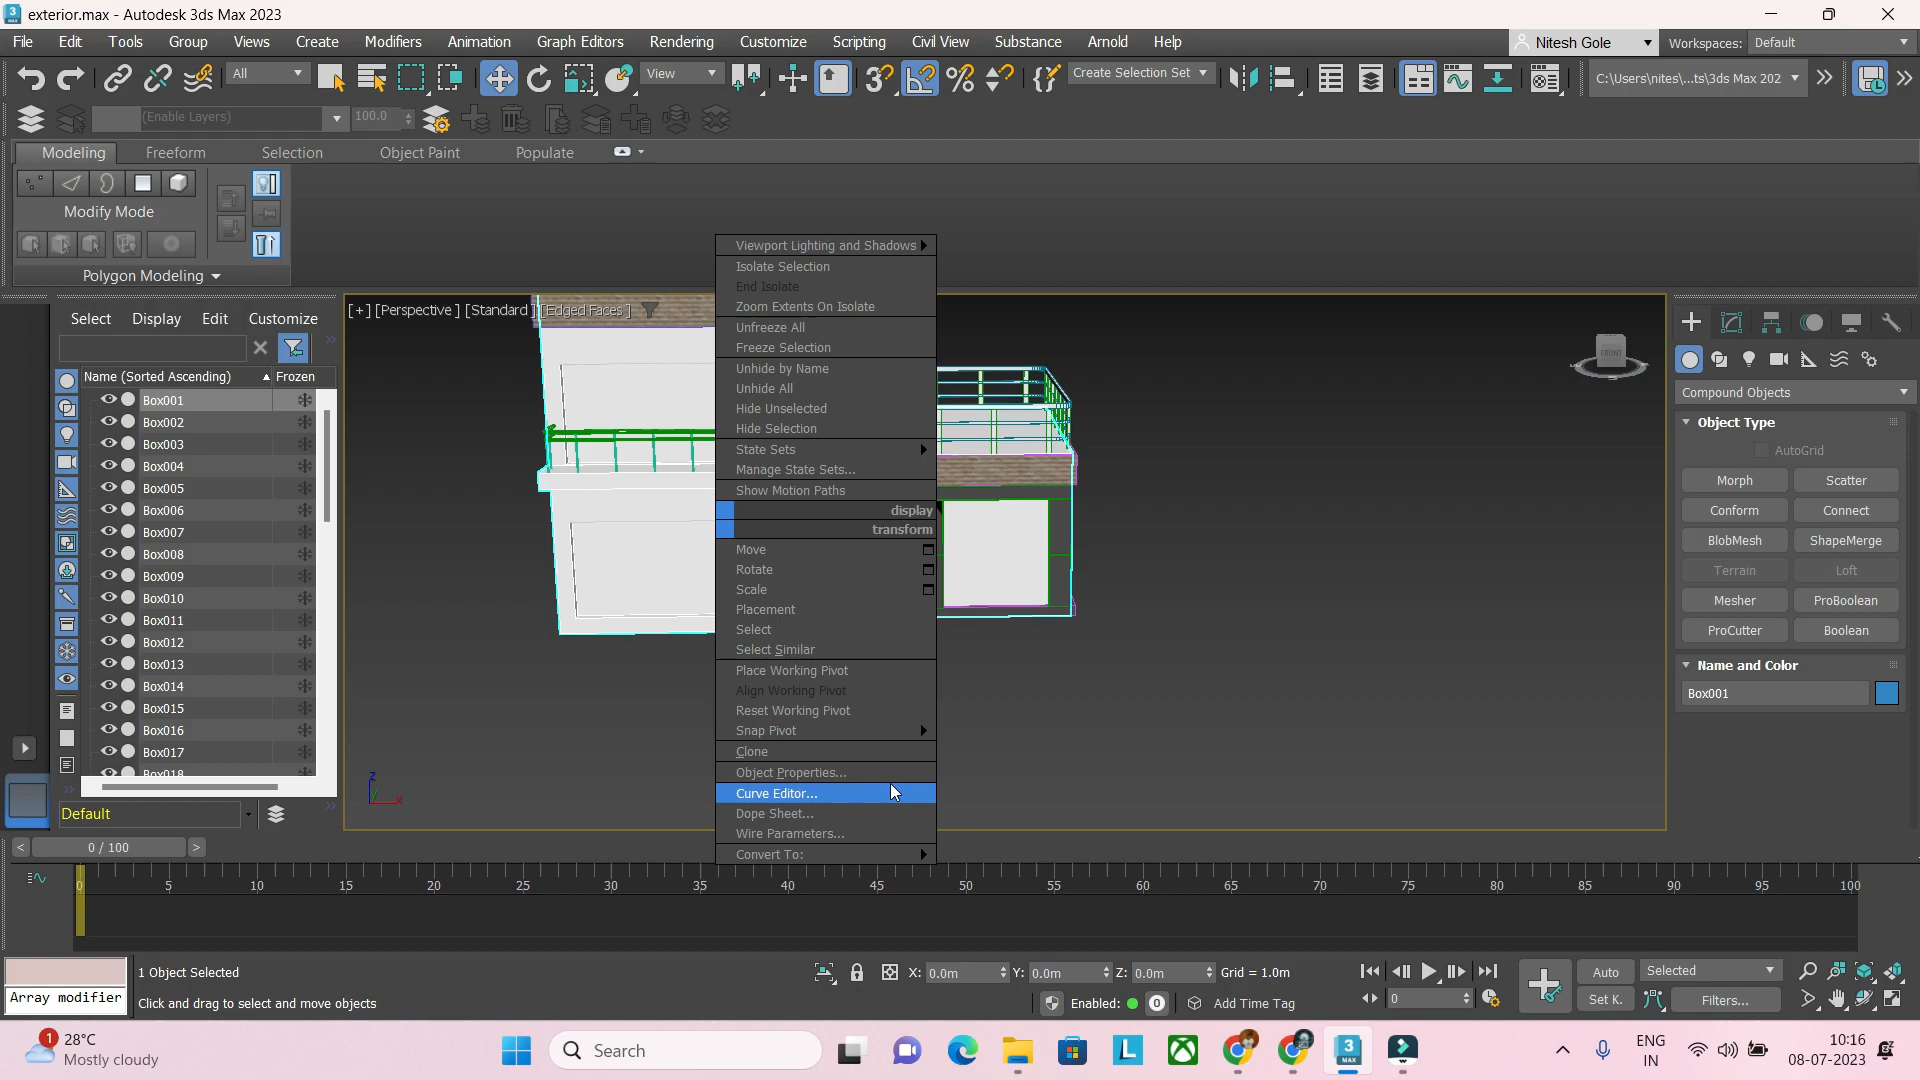 exterior.max - Autodesk 3ds Max 2023
File Edit Tools Group Views Create Modifiers Animation Graph Editors Rendering Customize Scripting Civil View Substance Arnold Help
Nitesh Gole Workspaces: Default
All View Create Selection Set C:\Users\nites\...ts\3ds Max 202
(Enable Layers) 100.0
Modeling Freeform Selection Object Paint Populate
Modify Mode
Polygon Modeling
Select Display Edit Customize
Name (Sorted Ascending) Frozen
Box001
Box002
Box003
Box004
Box005
Box006
Box007
Box008
Box009
Box010
Box011
Box012
Box013
Box014
Box015
Box016
Box017
Box018
Default
[+] [Perspective] [Standard] [Edged Faces]
Viewport Lighting and Shadows
Isolate Selection
End Isolate
Zoom Extents On Isolate
Unfreeze All
Freeze Selection
Unhide by Name
Unhide All
Hide Unselected
Hide Selection
State Sets
Manage State Sets...
Show Motion Paths
display
transform
Move
Rotate
Scale
Placement
Select
Select Similar
Place Working Pivot
Align Working Pivot
Reset Working Pivot
Snap Pivot
Clone
Object Properties...
Curve Editor...
Dope Sheet...
Wire Parameters...
Convert To:
FRONT
z
y x
Compound Objects
Object Type
AutoGrid
Morph Scatter
Conform Connect
BlobMesh ShapeMerge
Terrain Loft
Mesher ProBoolean
ProCutter Boolean
Name and Color
Box001
< 0 / 100 >
0 5 10 15 20 25 30 35 40 45 50 55 60 65 70 75 80 85 90 95 100
1 Object Selected X: 0.0m Y: 0.0m Z: 0.0m Grid = 1.0m Auto Selected
Array modifier Click and drag to select and move objects Enabled: 0 Add Time Tag 0 Set K. Filters...
1 28°C
Mostly cloudy
Search
3
MAX
ENG
IN
10:16
08-07-2023